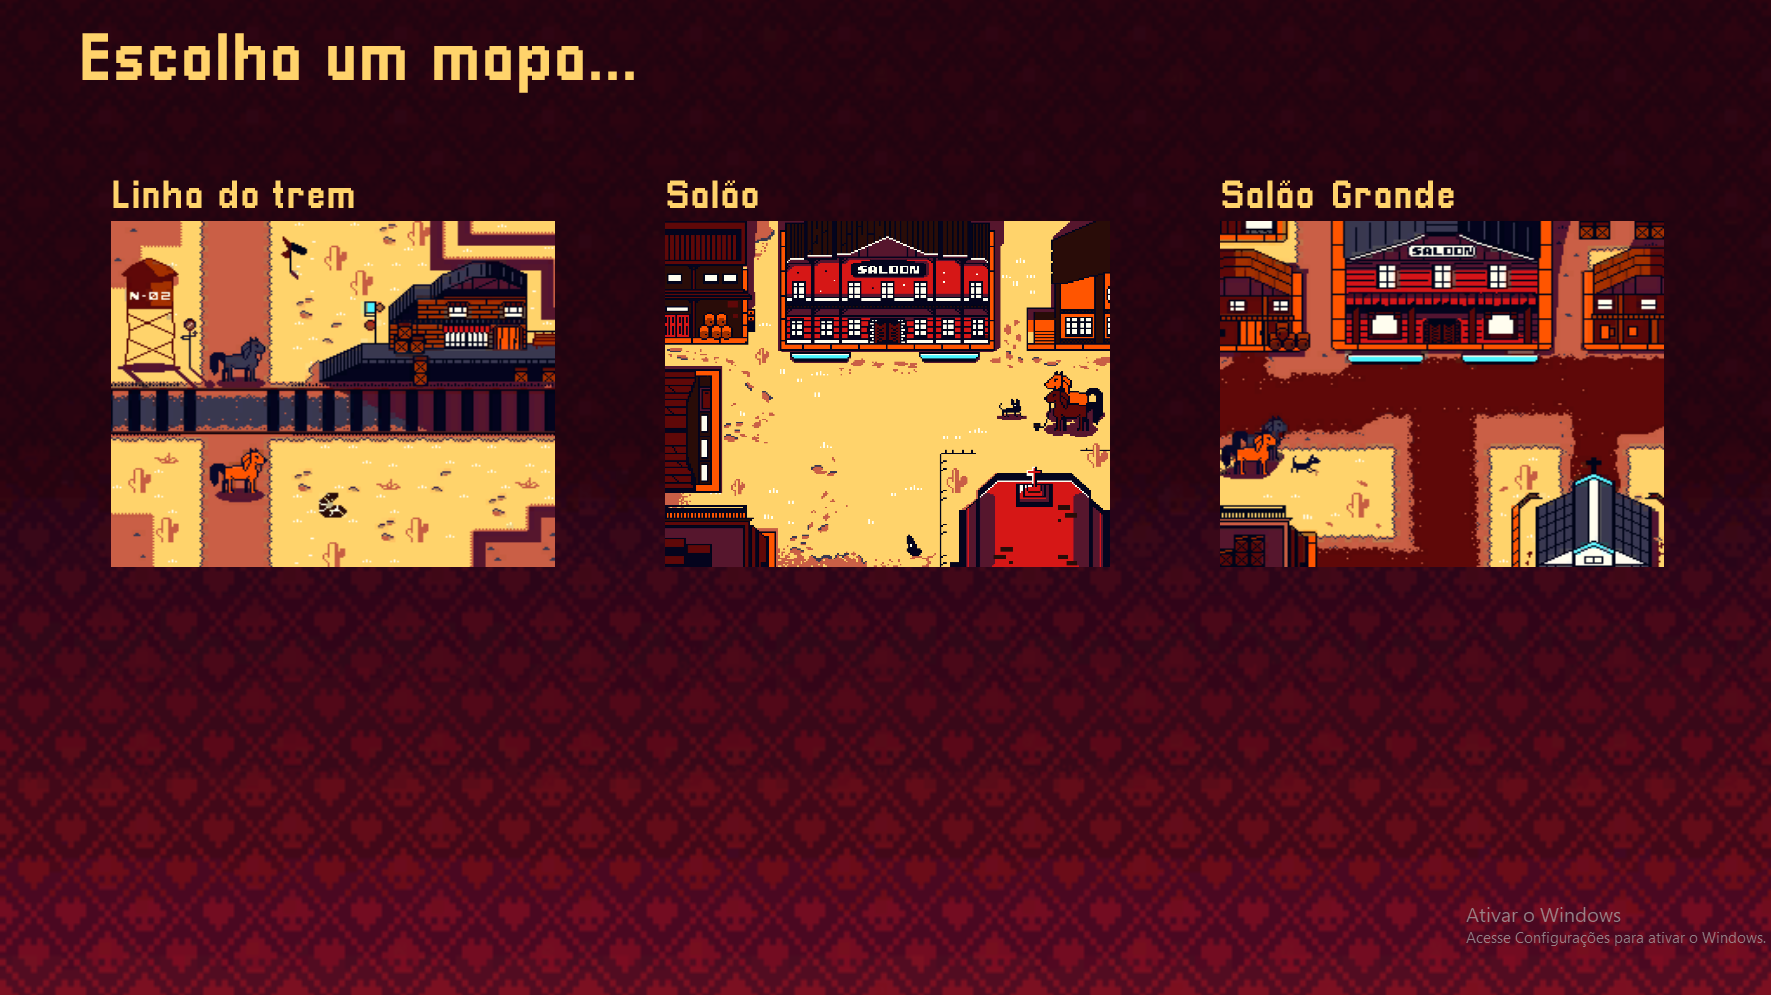 Escolha um mapa...
Linha do trem
Salão
Salão Grande
N-02
SALOON
SALOON
Ativar o Windows
Acesse Configurações para ativar o Windows.